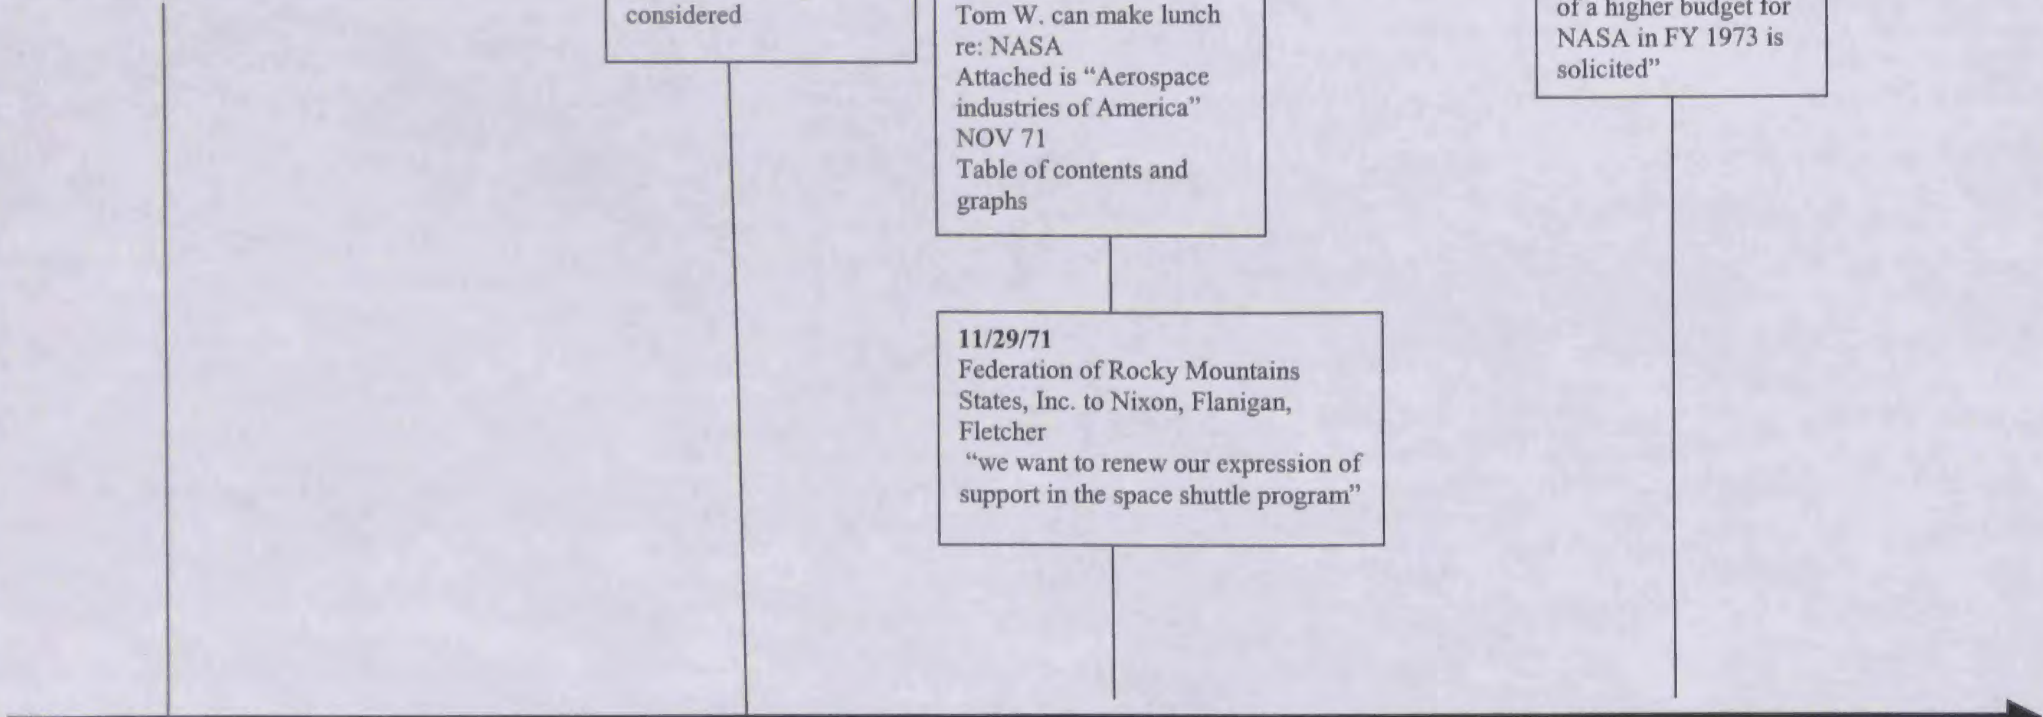 considered
Tom W. can make lunch
re: NASA
Attached is “Aerospace
industries of America”
NOV 71
Table of contents and
graphs
11/29/71
Federation of Rocky Mountains
States, Inc. to Nixon, Flanigan,
Fletcher
“we want to renew our expression of
support in the space shuttle program”
of a higher budget for
NASA in FY 1973 is
solicited”